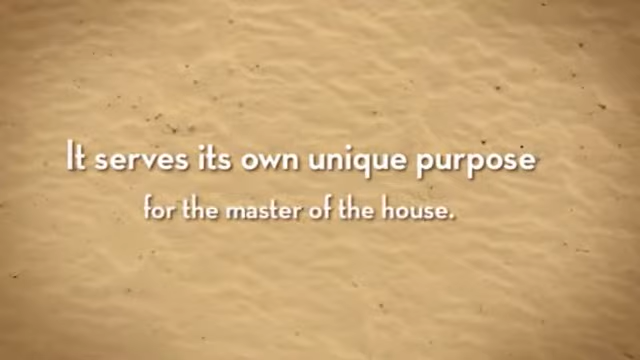 It serves its own unique purpose
for the master of the house.